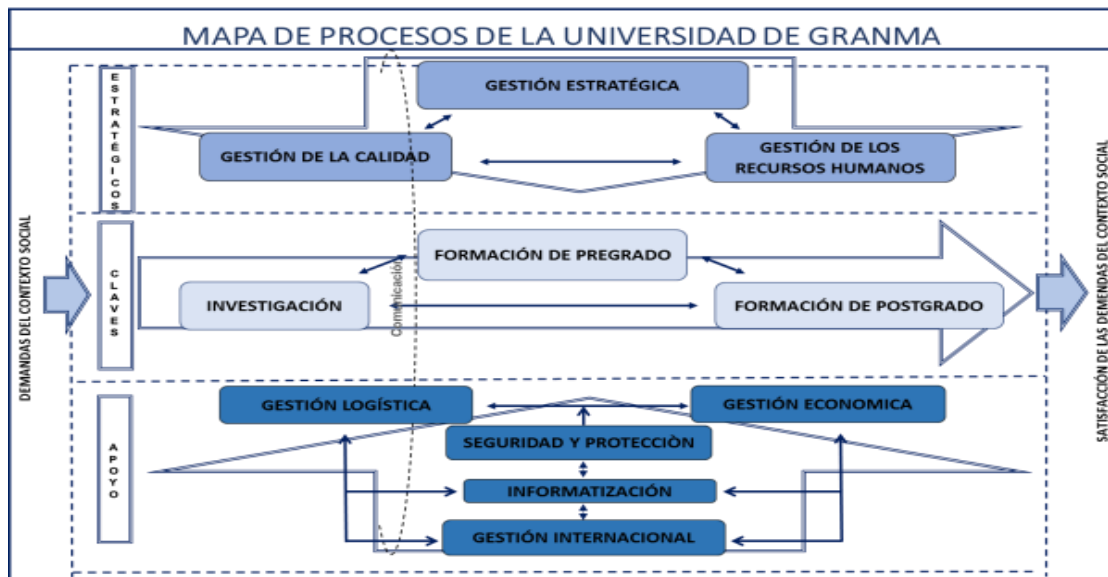 MAPA DE PROCESOS DE LA UNIVERSIDAD DE GRANMA
ESTRATÉGICOS
GESTIÓN ESTRATÉGICA
GESTIÓN DE LA CALIDAD
GESTIÓN DE LOS
RECURSOS HUMANOS
DEMANDAS DEL CONTEXTO SOCIAL
CLAVES
FORMACIÓN DE PREGRADO
INVESTIGACIÓN
FORMACIÓN DE POSTGRADO
Comunicación
SATISFACCIÓN DE LAS DEMENDAS DEL CONTEXTO SOCIAL
APOYO
GESTIÓN LOGÍSTICA
GESTIÓN ECONOMICA
SEGURIDAD Y PROTECCIÒN
INFORMATIZACIÓN
GESTIÓN INTERNACIONAL